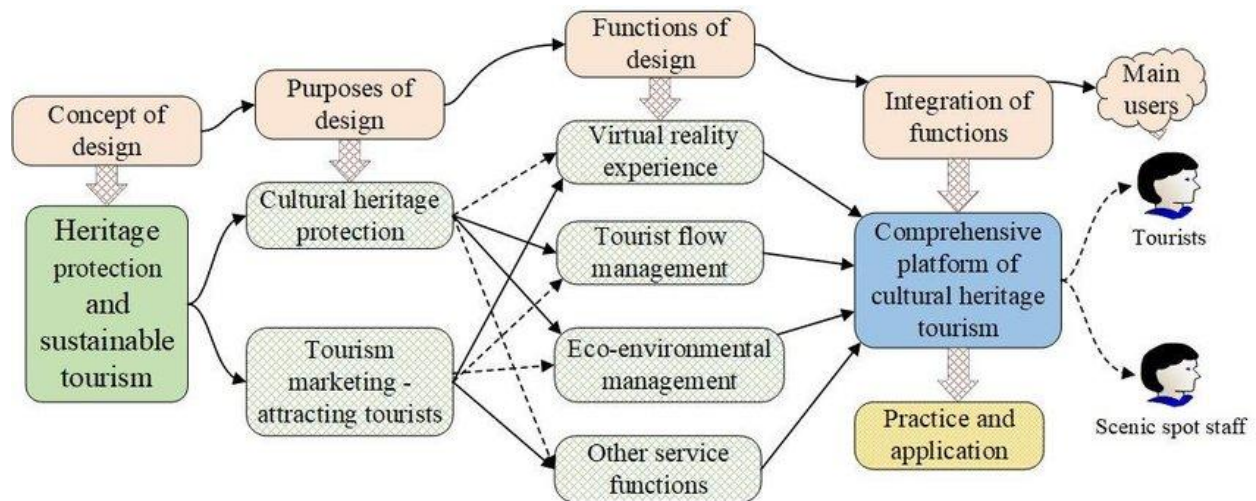 Concept of
design
Purposes of
design
Functions of
design
Integration of
functions
Main
users
Heritage
protection
and
sustainable
tourism
Cultural heritage
protection
Tourism
marketing -
attracting tourists
Virtual reality
experience
Tourist flow
management
Eco-environmental
management
Other service
functions
Comprehensive
platform of
cultural heritage
tourism
Practice and
application
Tourists
Scenic spot staff